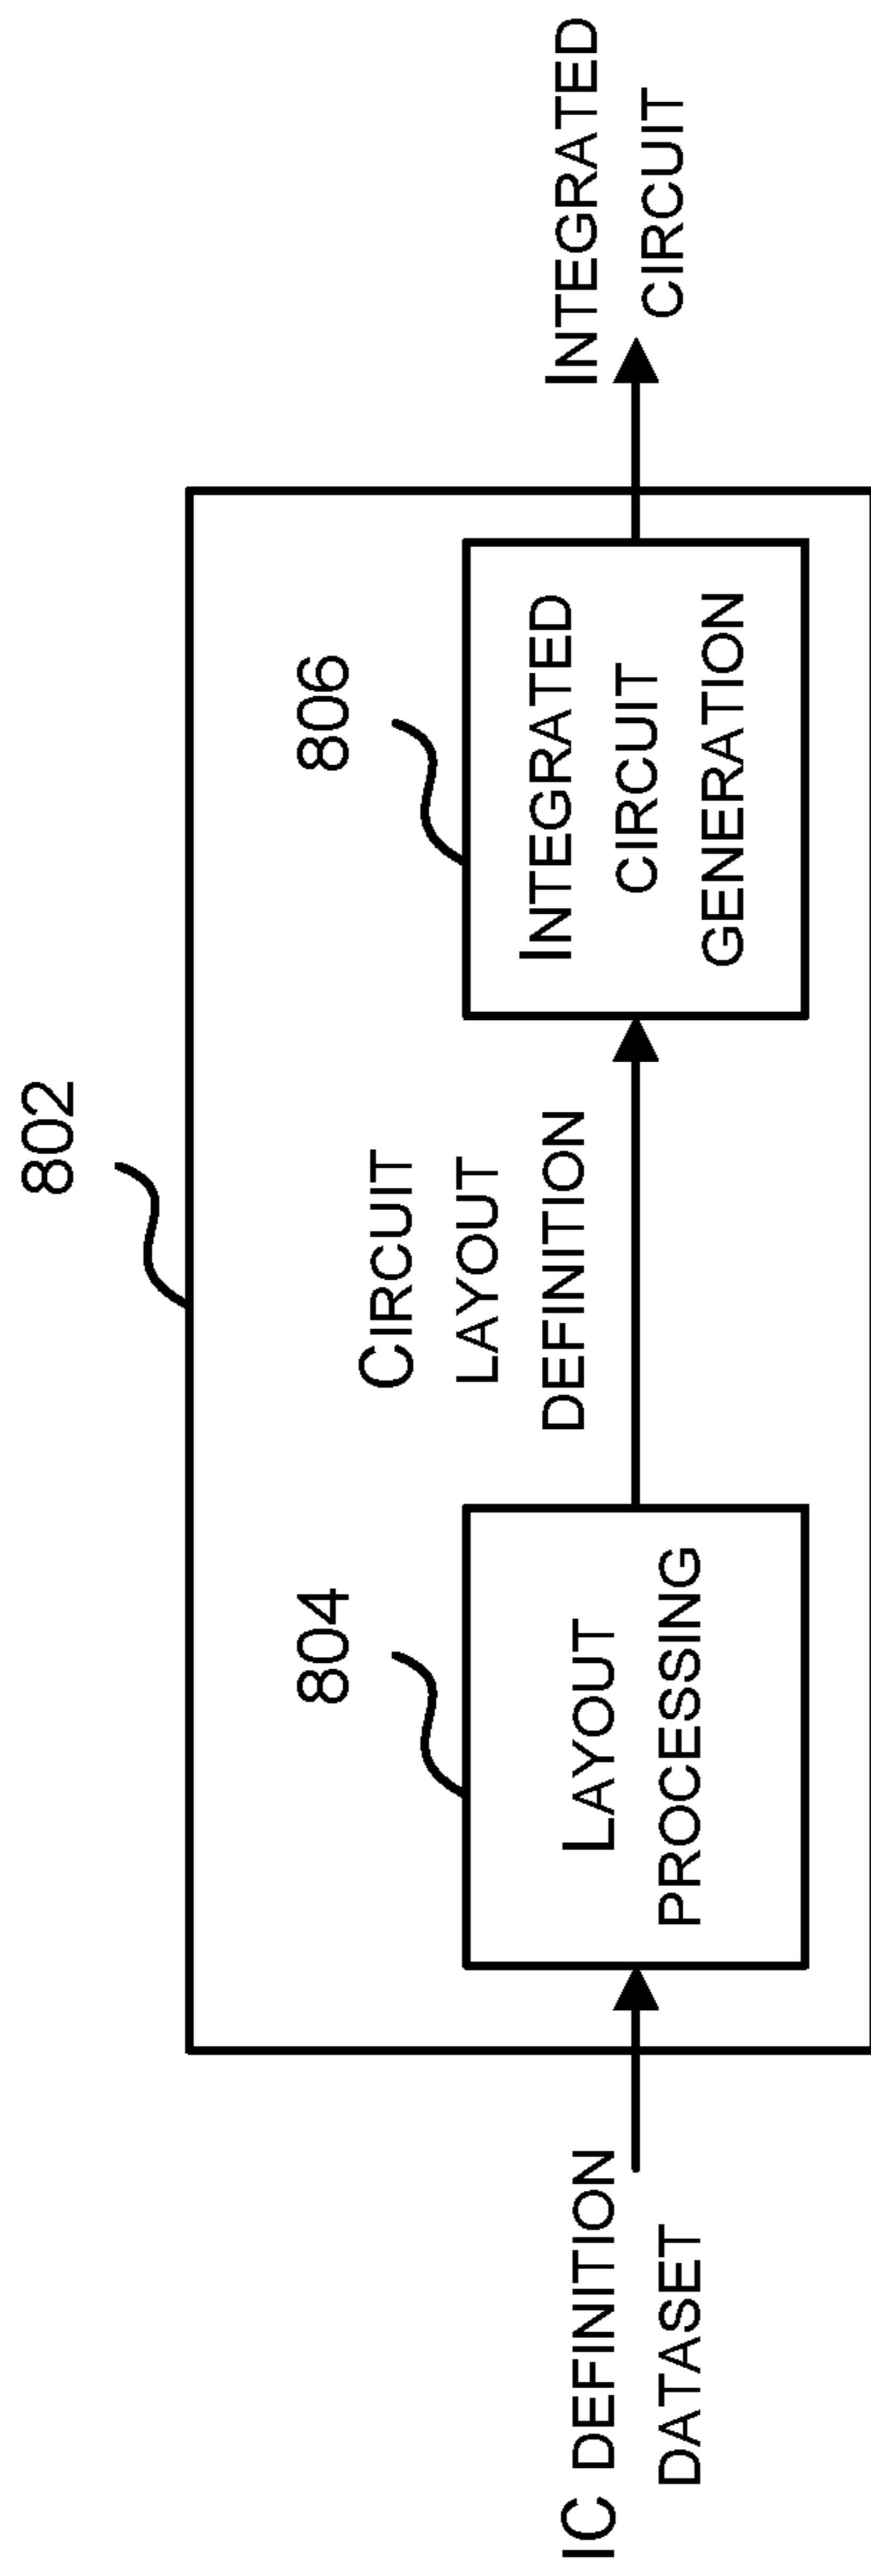 802
804
806
IC DEFINITION
DATASET
LAYOUT
PROCESSING
CIRCUIT
LAYOUT
DEFINITION
INTEGRATED
CIRCUIT
GENERATION
INTEGRATED
CIRCUIT